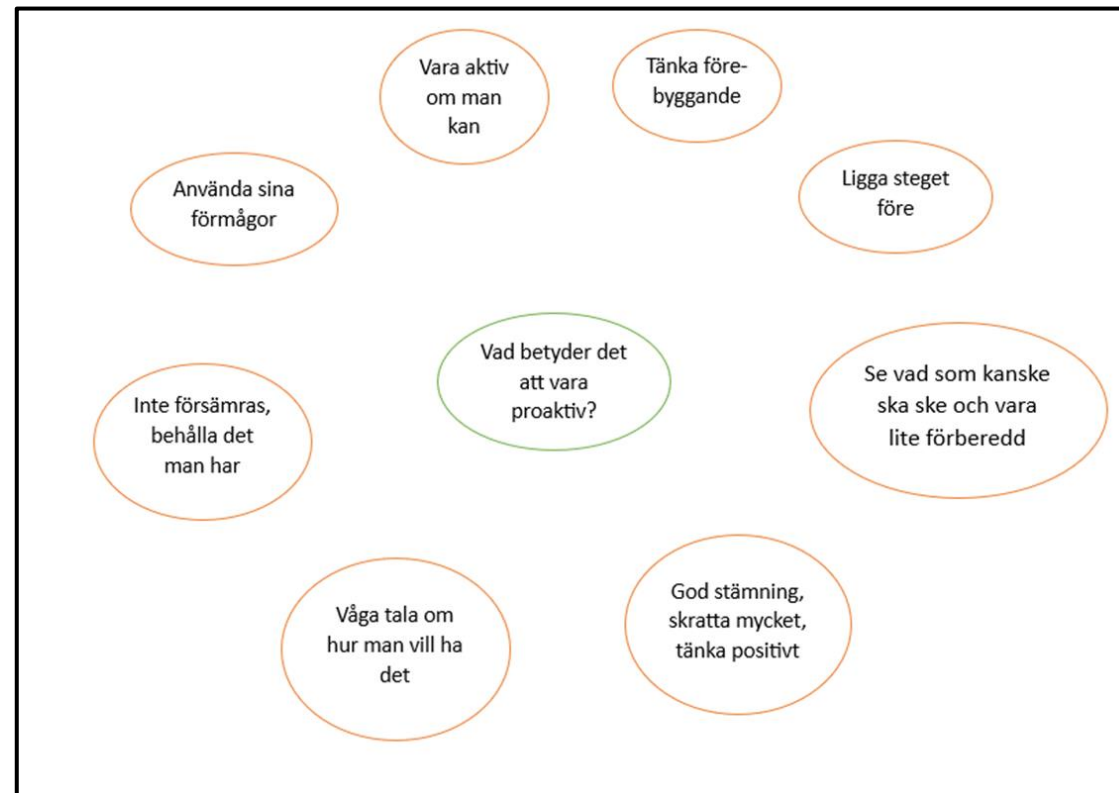 Vara aktiv
om man
kan
Tänka före-
byggande
Använda sina
förmågor
Ligga steget
före
Vad betyder det
att vara
proaktiv?
Se vad som kanske
ska ske och vara
lite förberedd
Inte försämras,
behålla det
man har
Våga tala om
hur man vill ha
det
God stämning,
skratta mycket,
tänka positivt